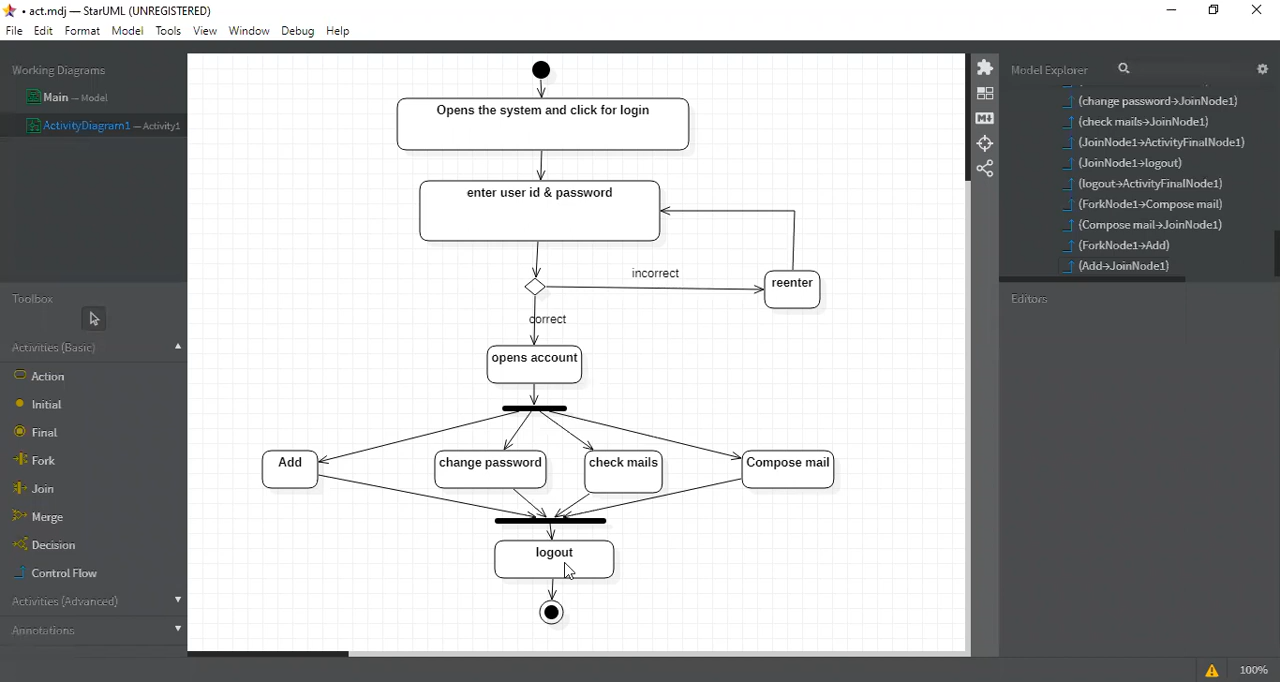 • act.mdj — StarUML (UNREGISTERED)
File Edit Format Model Tools View Window Debug Help
Working Diagrams
Main — Model
ActivityDiagram1 — Activity1
Toolbox
Activities (Basic)
Action
Initial
Final
Fork
Join
Merge
Decision
Control Flow
Activities (Advanced)
Annotations
Opens the system and click for login
enter user id & password
incorrect
reenter
correct
opens account
Add
change password
check mails
Compose mail
logout
M↓
Model Explorer
(change password→JoinNode1)
(check mails→JoinNode1)
(JoinNode1→ActivityFinalNode1)
(JoinNode1→logout)
(logout→ActivityFinalNode1)
(ForkNode1→Compose mail)
(Compose mail→JoinNode1)
(ForkNode1→Add)
(Add→JoinNode1)
Editors
100%